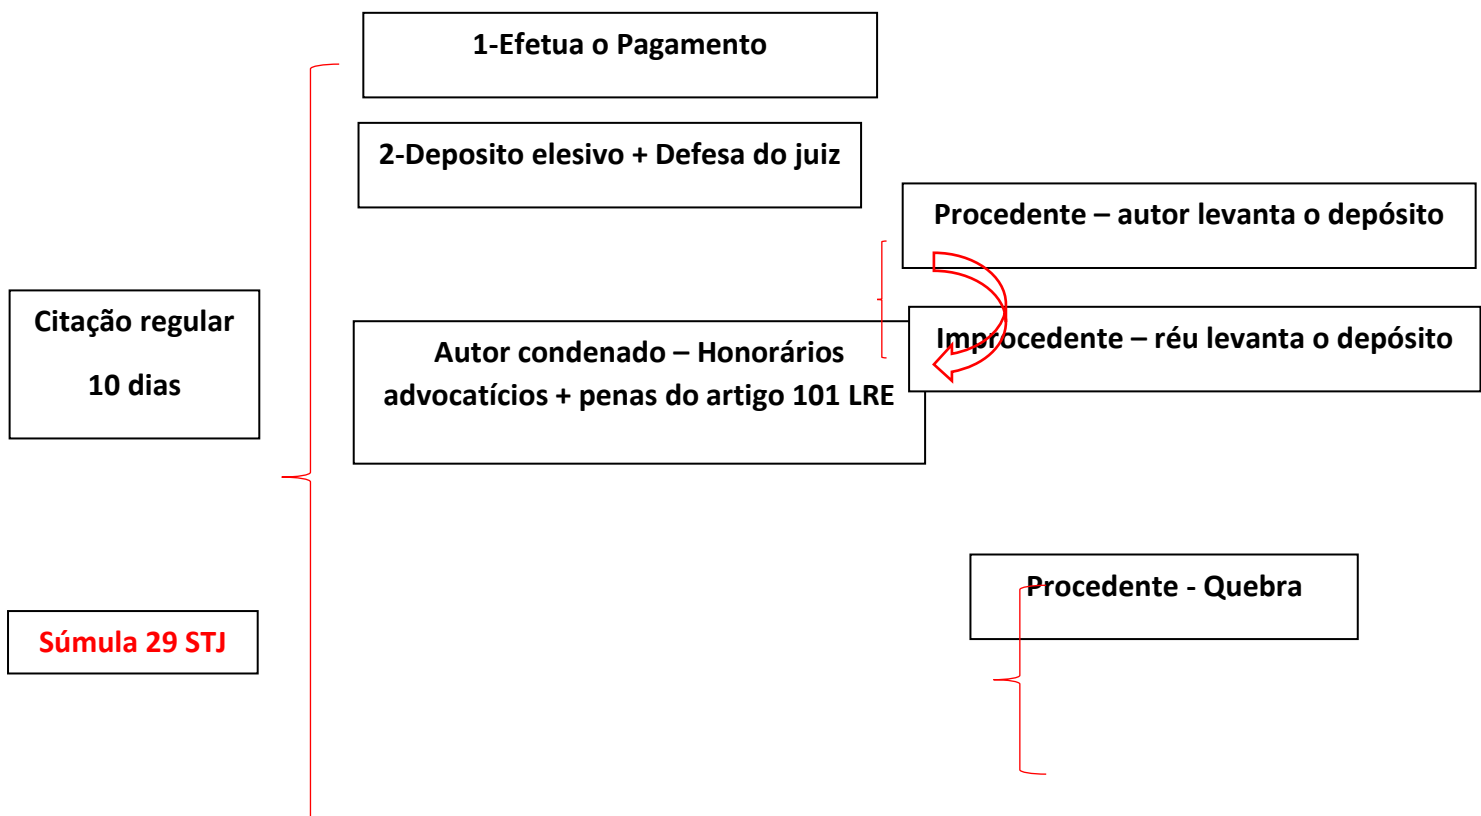 1-Efetua o Pagamento
2-Deposito elesivo + Defesa do juiz
Procedente – autor levanta o depósito
Citação regular
10 dias
Autor condenado – Honorários
advocatícios + penas do artigo 101 LRE
Improcedente – réu levanta o depósito
Procedente - Quebra
Súmula 29 STJ